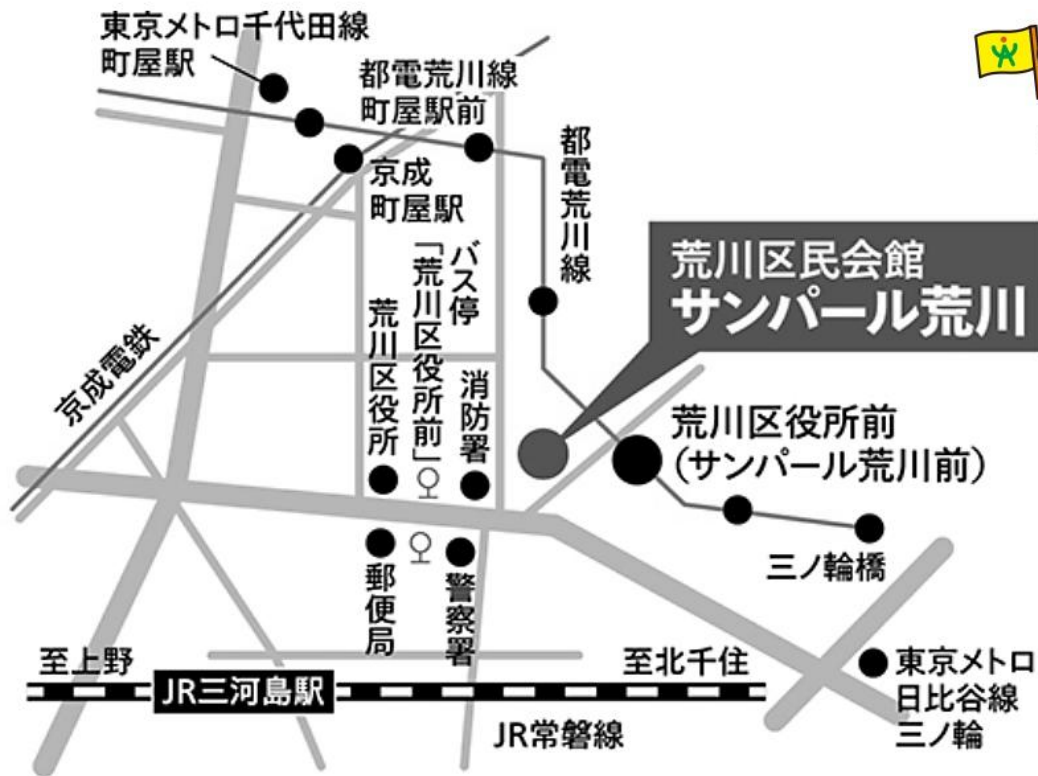 東京メトロ千代田線
町屋駅
都電荒川線
町屋駅前
京成
町屋駅
都電荒川線
荒川区民会館
サンパール荒川
京成電鉄
バス停
「荒川区役所前」
荒川区役所
消防署
荒川区役所前
（サンパール荒川前）
三ノ輪橋
郵便局
警察署
至上野
至北千住
JR三河島駅
JR常磐線
東京メトロ
日比谷線
三ノ輪